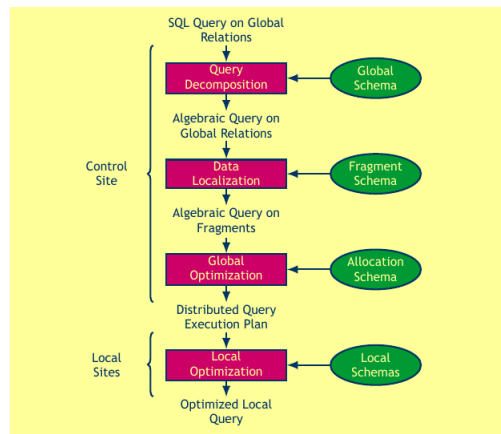 SQL Query on Global
Relations
Query
Decomposition
Global
Schema
Algebraic Query on
Global Relations
Control
Site
Data
Localization
Fragment
Schema
Algebraic Query on
Fragments
Global
Optimization
Allocation
Schema
Distributed Query
Execution Plan
Local
Sites
Local
Optimization
Local
Schemas
Optimized Local
Query